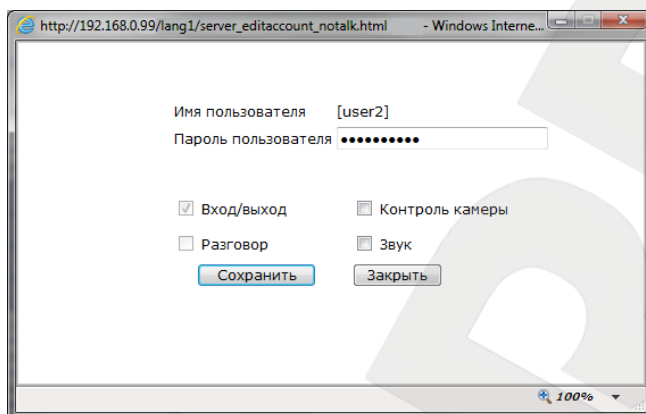 http://192.168.0.99/lang1/server_editaccount_notalk.html - Windows Interne...
Имя пользователя [user2]
Пароль пользователя ••••••••••
Вход/выход Контроль камеры
Разговор Звук
Сохранить Закрыть
100%